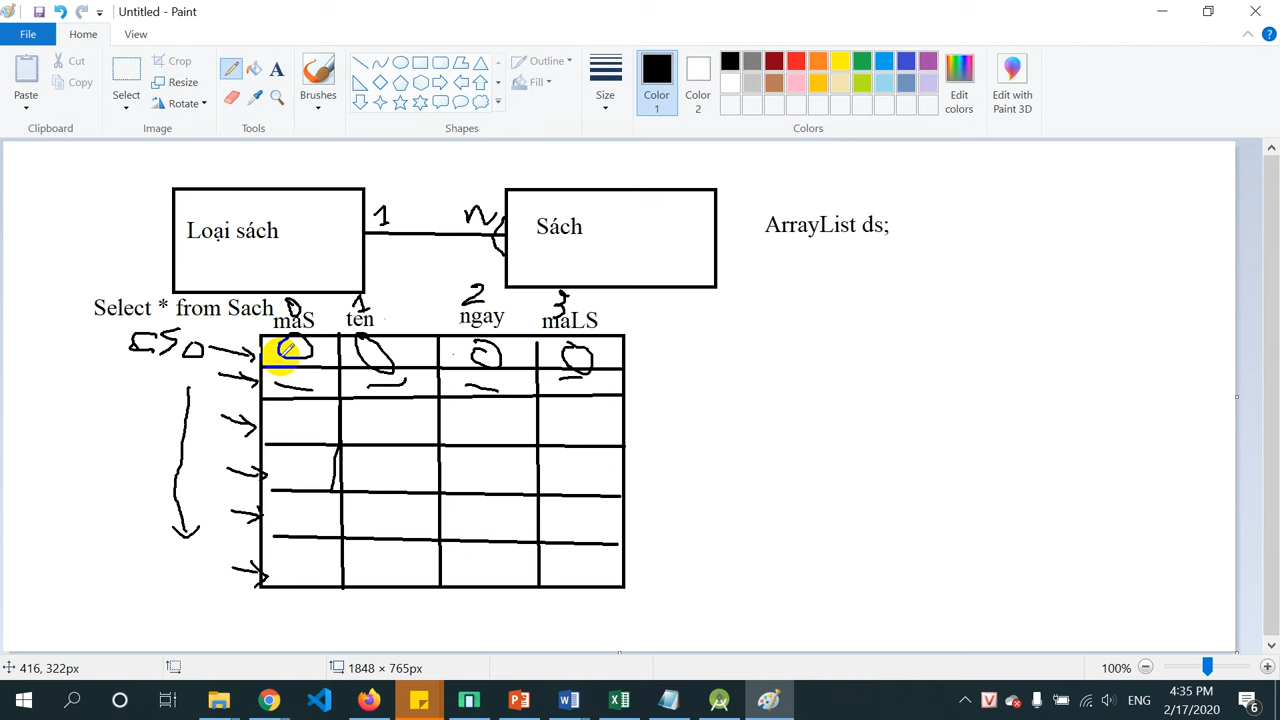 Untitled - Paint
File
Home
View
Paste
Cut
Copy
Clipboard
Select
Crop
Resize
Rotate
Image
A
Tools
Brushes
Outline
Fill
Shapes
Size
Color 1
Color 2
Edit colors
Edit with Paint 3D
Colors
Loại sách
1
n
Sách
ArrayList ds;
Select * from Sach
0
1
2
3
maS
ten
ngay
maLS
416, 322px
1848 × 765px
100%
ENG
4:35 PM
2/17/2020
6